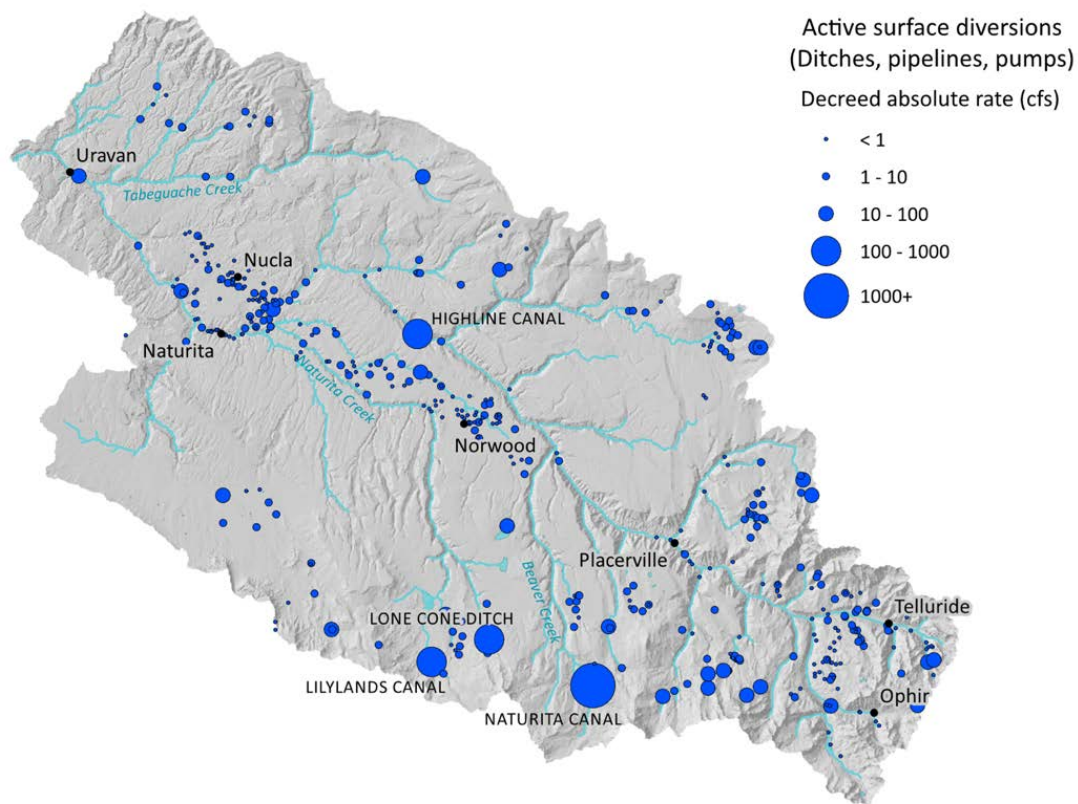 Active surface diversions
(Ditches, pipelines, pumps)
Decreed absolute rate (cfs)
< 1
1 - 10
10 - 100
100 - 1000
1000+
Uravan
Tabeguache Creek
Nucla
HIGHLINE CANAL
Naturita
Naturita Creek
Norwood
Placerville
Beaver Creek
Telluride
LONE CONE DITCH
LILYLANDS CANAL
Ophir
NATURITA CANAL